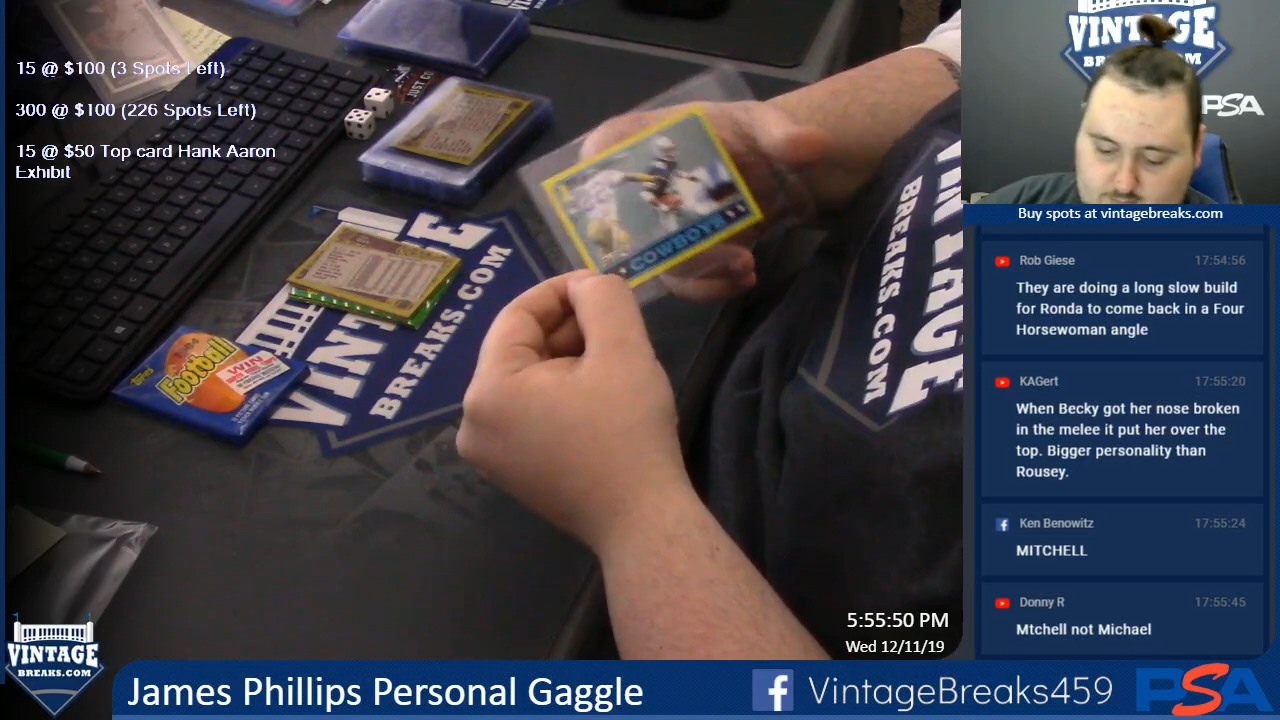 15 @ $100 (3 Spots Left)
300 @ $100 (226 Spots Left)
15 @ $50 Top card Hank Aaron
Exhibit
JUST
COWBOYS
VINTAGE
BREAKS.COM
Topps
Football
WIN
VINTAGE
BREAKS.COM
VINTAGE
PSA
Buy spots at vintagebreaks.com
Rob Giese 17:54:56
They are doing a long slow build
for Ronda to come back in a Four
Horsewoman angle
KAGert 17:55:20
When Becky got her nose broken
in the melee it put her over the
top. Bigger personality than
Rousey.
Ken Benowitz 17:55:24
MITCHELL
Donny R 17:55:45
Mtchell not Michael
5:55:50 PM
Wed 12/11/19
VINTAGE
BREAKS.COM
James Phillips Personal Gaggle
f VintageBreaks459
PSA